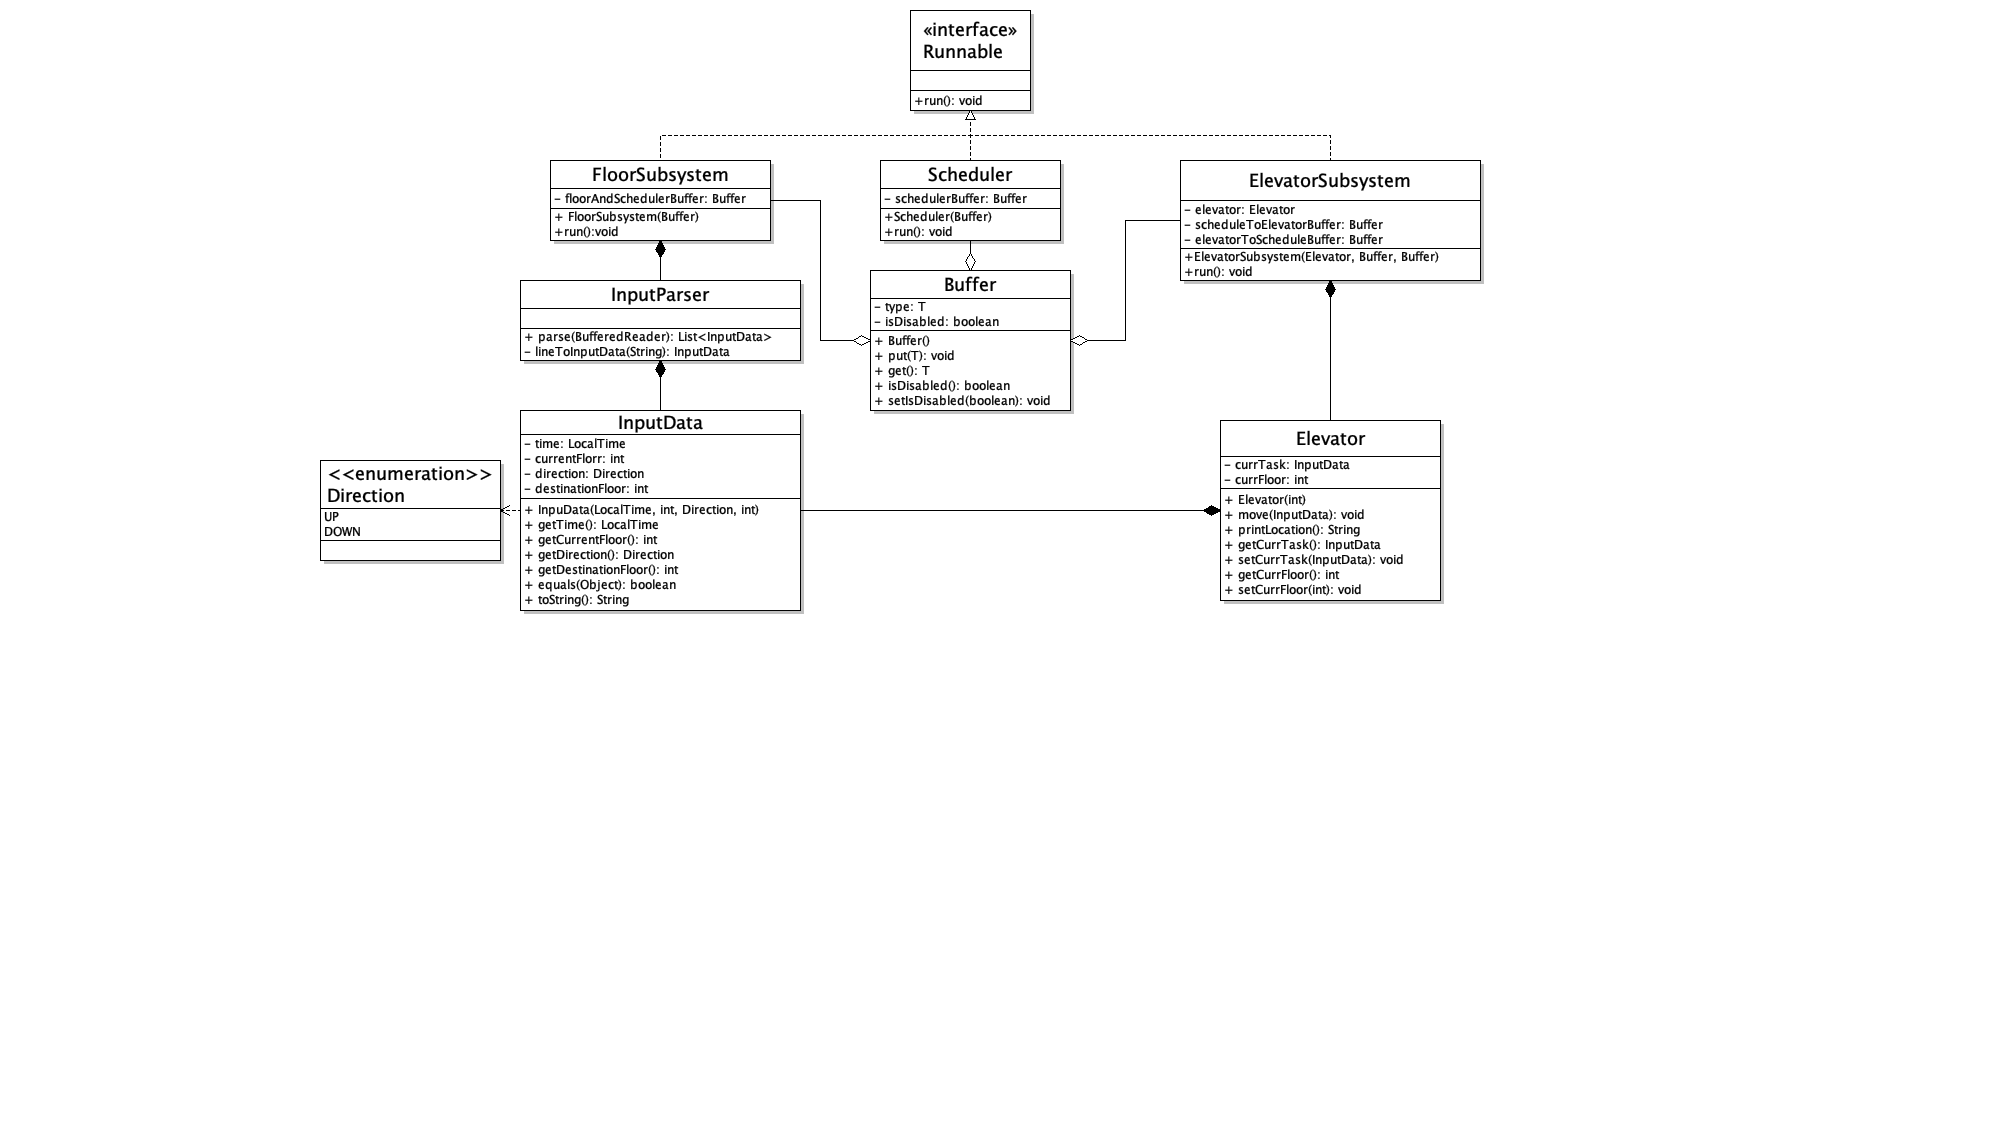 «interface»
Runnable
+run(): void
FloorSubsystem
- floorAndSchedulerBuffer: Buffer
+ FloorSubsystem(Buffer)
+run():void
Scheduler
- schedulerBuffer: Buffer
+Scheduler(Buffer)
+run(): void
ElevatorSubsystem
- elevator: Elevator
- scheduleToElevatorBuffer: Buffer
- elevatorToScheduleBuffer: Buffer
+ElevatorSubsystem(Elevator, Buffer, Buffer)
+run(): void
InputParser
+ parse(BufferedReader): List<InputData>
- lineToInputData(String): InputData
Buffer
- type: T
- isDisabled: boolean
+ Buffer()
+ put(T): void
+ get(): T
+ isDisabled(): boolean
+ setIsDisabled(boolean): void
<<enumeration>>
Direction
UP
DOWN
InputData
- time: LocalTime
- currentFlorr: int
- direction: Direction
- destinationFloor: int
+ InpuData(LocalTime, int, Direction, int)
+ getTime(): LocalTime
+ getCurrentFloor(): int
+ getDirection(): Direction
+ getDestinationFloor(): int
+ equals(Object): boolean
+ toString(): String
Elevator
- currTask: InputData
- currFloor: int
+ Elevator(int)
+ move(InputData): void
+ printLocation(): String
+ getCurrTask(): InputData
+ setCurrTask(InputData): void
+ getCurrFloor(): int
+ setCurrFloor(int): void